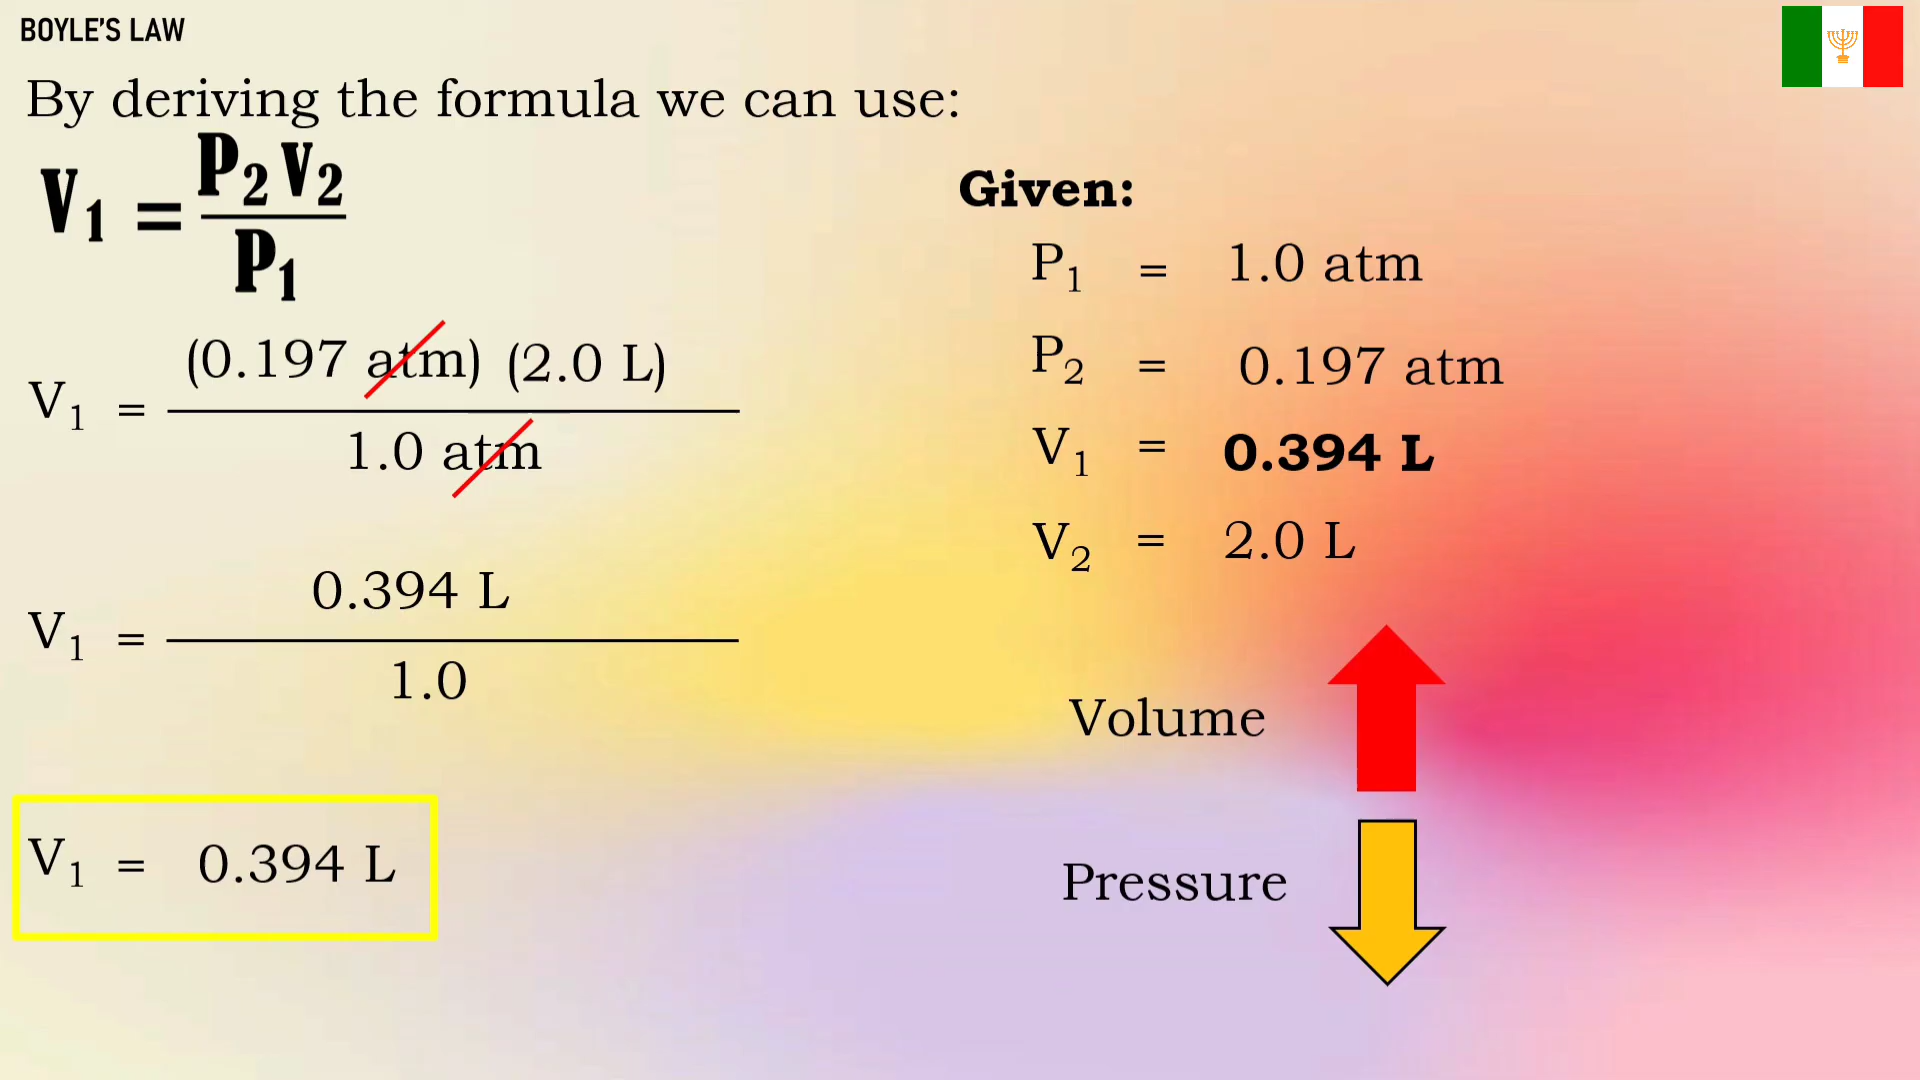 BOYLE'S LAW
By deriving the formula we can use:
V₁ = P₂ V₂ / P₁
V₁ = (0.197 atm) (2.0 L) / 1.0 atm
V₁ = 0.394 L / 1.0
V₁ = 0.394 L
Given:
P₁ = 1.0 atm
P₂ = 0.197 atm
V₁ = 0.394 L
V₂ = 2.0 L
Volume
Pressure